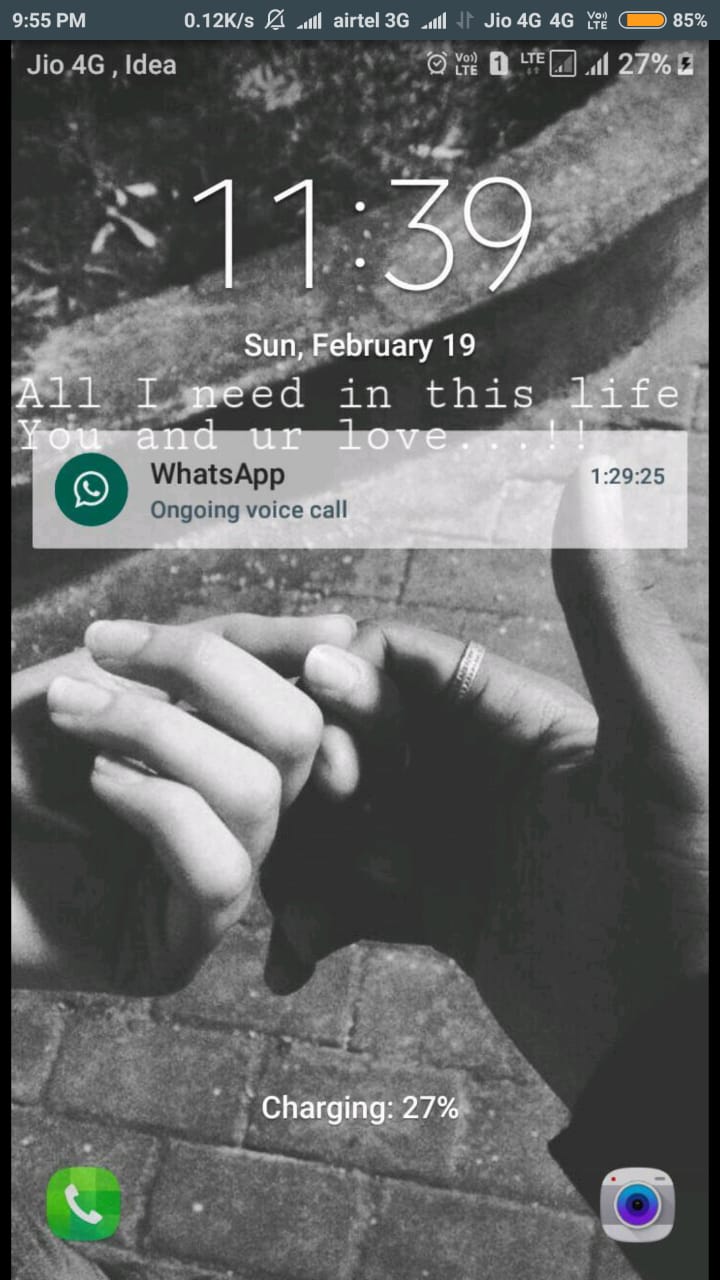 9:55 PM 0.12K/s airtel 3G Jio 4G 4G Vo) LTE 85%
Jio 4G , Idea Vo) LTE 1 LTE 27%
11:39
Sun, February 19
All I need in this life
You and ur love...!!
WhatsApp 1:29:25
Ongoing voice call
Charging: 27%